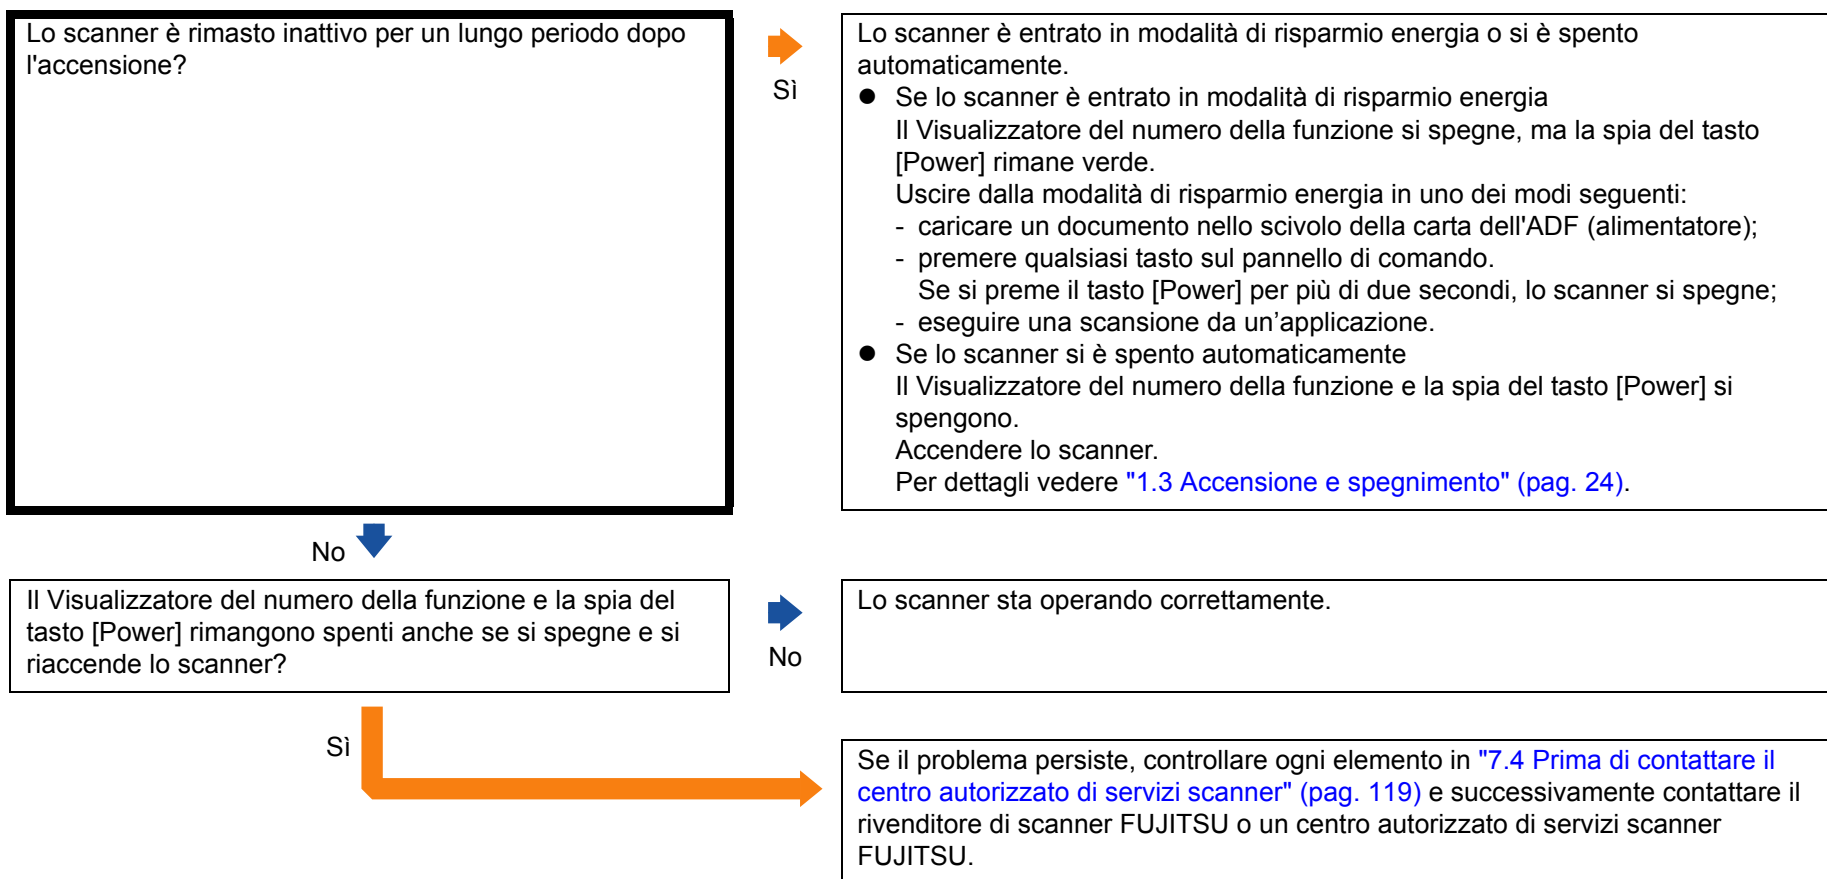 Lo scanner è rimasto inattivo per un lungo periodo dopo
l'accensione?
Sì
Lo scanner è entrato in modalità di risparmio energia o si è spento
automaticamente.
● Se lo scanner è entrato in modalità di risparmio energia
Il Visualizzatore del numero della funzione si spegne, ma la spia del tasto
[Power] rimane verde.
Uscire dalla modalità di risparmio energia in uno dei modi seguenti:
- caricare un documento nello scivolo della carta dell'ADF (alimentatore);
- premere qualsiasi tasto sul pannello di comando.
Se si preme il tasto [Power] per più di due secondi, lo scanner si spegne;
- eseguire una scansione da un’applicazione.
● Se lo scanner si è spento automaticamente
Il Visualizzatore del numero della funzione e la spia del tasto [Power] si
spengono.
Accendere lo scanner.
Per dettagli vedere "1.3 Accensione e spegnimento" (pag. 24).
No
Il Visualizzatore del numero della funzione e la spia del
tasto [Power] rimangono spenti anche se si spegne e si
riaccende lo scanner?
No
Lo scanner sta operando correttamente.
Sì
Se il problema persiste, controllare ogni elemento in "7.4 Prima di contattare il
centro autorizzato di servizi scanner" (pag. 119) e successivamente contattare il
rivenditore di scanner FUJITSU o un centro autorizzato di servizi scanner
FUJITSU.